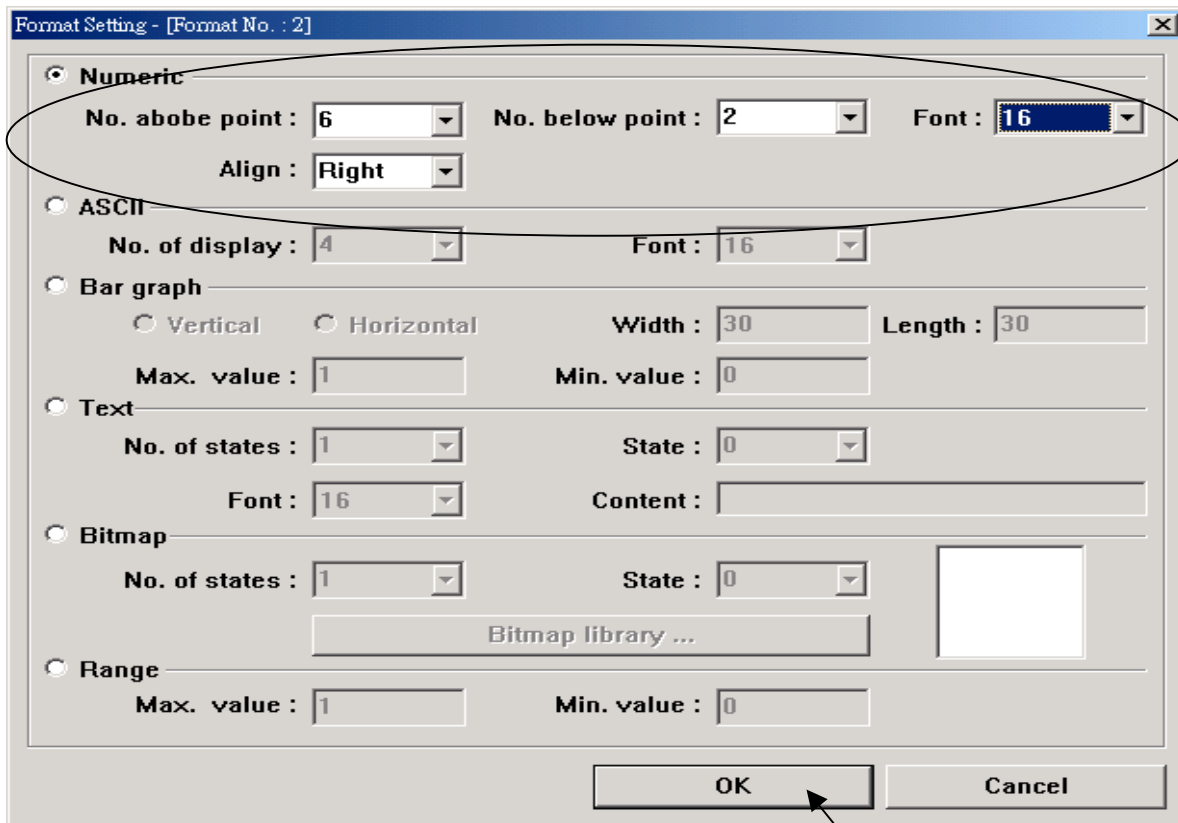 Format Setting - [Format No. : 2]
Numeric
No. abobe point : 6 No. below point : 2 Font : 16
Align : Right
ASCII
No. of display : 4 Font : 16
Bar graph
Vertical Horizontal Width : 30 Length : 30
Max. value : 1 Min. value : 0
Text
No. of states : 1 State : 0
Font : 16 Content :
Bitmap
No. of states : 1 State : 0
Bitmap library ...
Range
Max. value : 1 Min. value : 0
OK Cancel